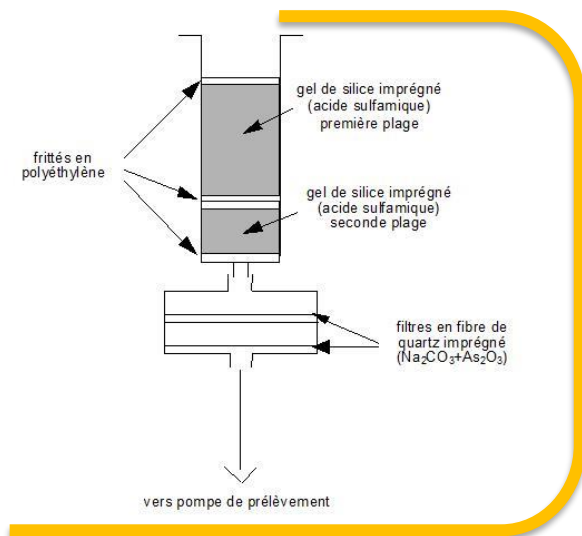 gel de silice imprégné
(acide sulfamique)
première plage
frittés en
polyéthylène
gel de silice imprégné
(acide sulfamique)
seconde plage
filtres en fibre de
quartz imprégné
(Na₂CO₃+As₂O₃)
vers pompe de prélèvement